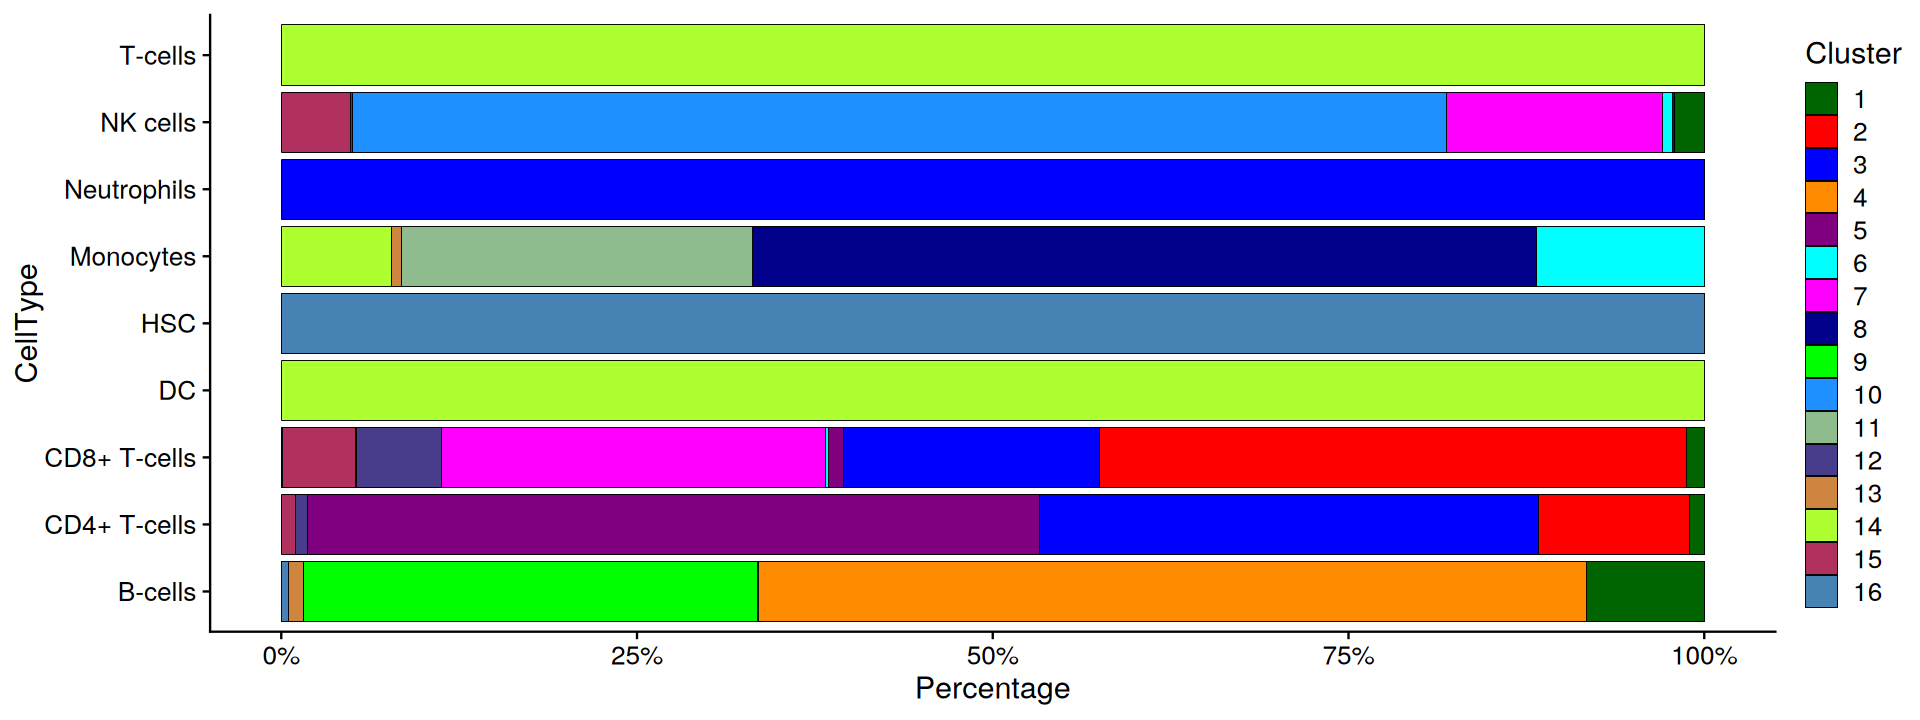 CellType
T-cells
NK cells
Neutrophils
Monocytes
HSC
DC
CD8+ T-cells
CD4+ T-cells
B-cells
0% 25% 50% 75% 100%
Percentage
Cluster
1
2
3
4
5
6
7
8
9
10
11
12
13
14
15
16